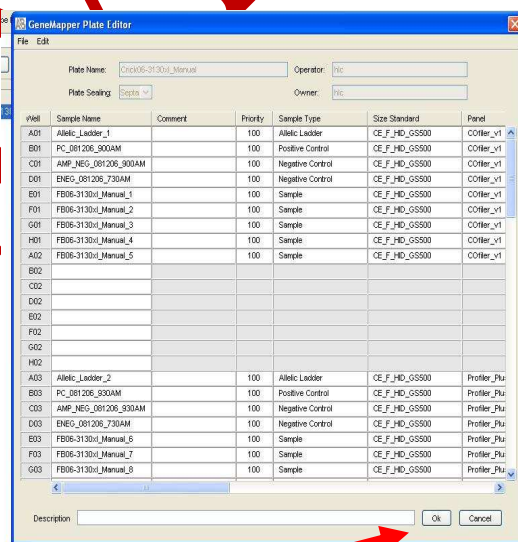 GeneMapper Plate Editor
File Edit
Plate Name: Crick06-3130xl_Manual Operator: hlc
Plate Sealing: Septa Owner: hlc
Well Sample Name Comment Priority Sample Type Size Standard Panel
A01 Allelic_Ladder_1 100 Allelic Ladder CE_F_HID_GS500 COfiler_v1
B01 PC_081206_900AM 100 Positive Control CE_F_HID_GS500 COfiler_v1
C01 AMP_NEG_081206_900AM 100 Negative Control CE_F_HID_GS500 COfiler_v1
D01 ENEG_081206_730AM 100 Negative Control CE_F_HID_GS500 COfiler_v1
E01 FB06-3130xl_Manual_1 100 Sample CE_F_HID_GS500 COfiler_v1
F01 FB06-3130xl_Manual_2 100 Sample CE_F_HID_GS500 COfiler_v1
G01 FB06-3130xl_Manual_3 100 Sample CE_F_HID_GS500 COfiler_v1
H01 FB06-3130xl_Manual_4 100 Sample CE_F_HID_GS500 COfiler_v1
A02 FB06-3130xl_Manual_5 100 Sample CE_F_HID_GS500 COfiler_v1
B02
C02
D02
E02
F02
G02
H02
A03 Allelic_Ladder_2 100 Allelic Ladder CE_F_HID_GS500 Profiler_Plu
B03 PC_081206_930AM 100 Positive Control CE_F_HID_GS500 Profiler_Plu
C03 AMP_NEG_081206_930AM 100 Negative Control CE_F_HID_GS500 Profiler_Plu
D03 ENEG_081206_730AM 100 Negative Control CE_F_HID_GS500 Profiler_Plu
E03 FB06-3130xl_Manual_6 100 Sample CE_F_HID_GS500 Profiler_Plu
F03 FB06-3130xl_Manual_7 100 Sample CE_F_HID_GS500 Profiler_Plu
G03 FB06-3130xl_Manual_8 100 Sample CE_F_HID_GS500 Profiler_Plu
Description Ok Cancel